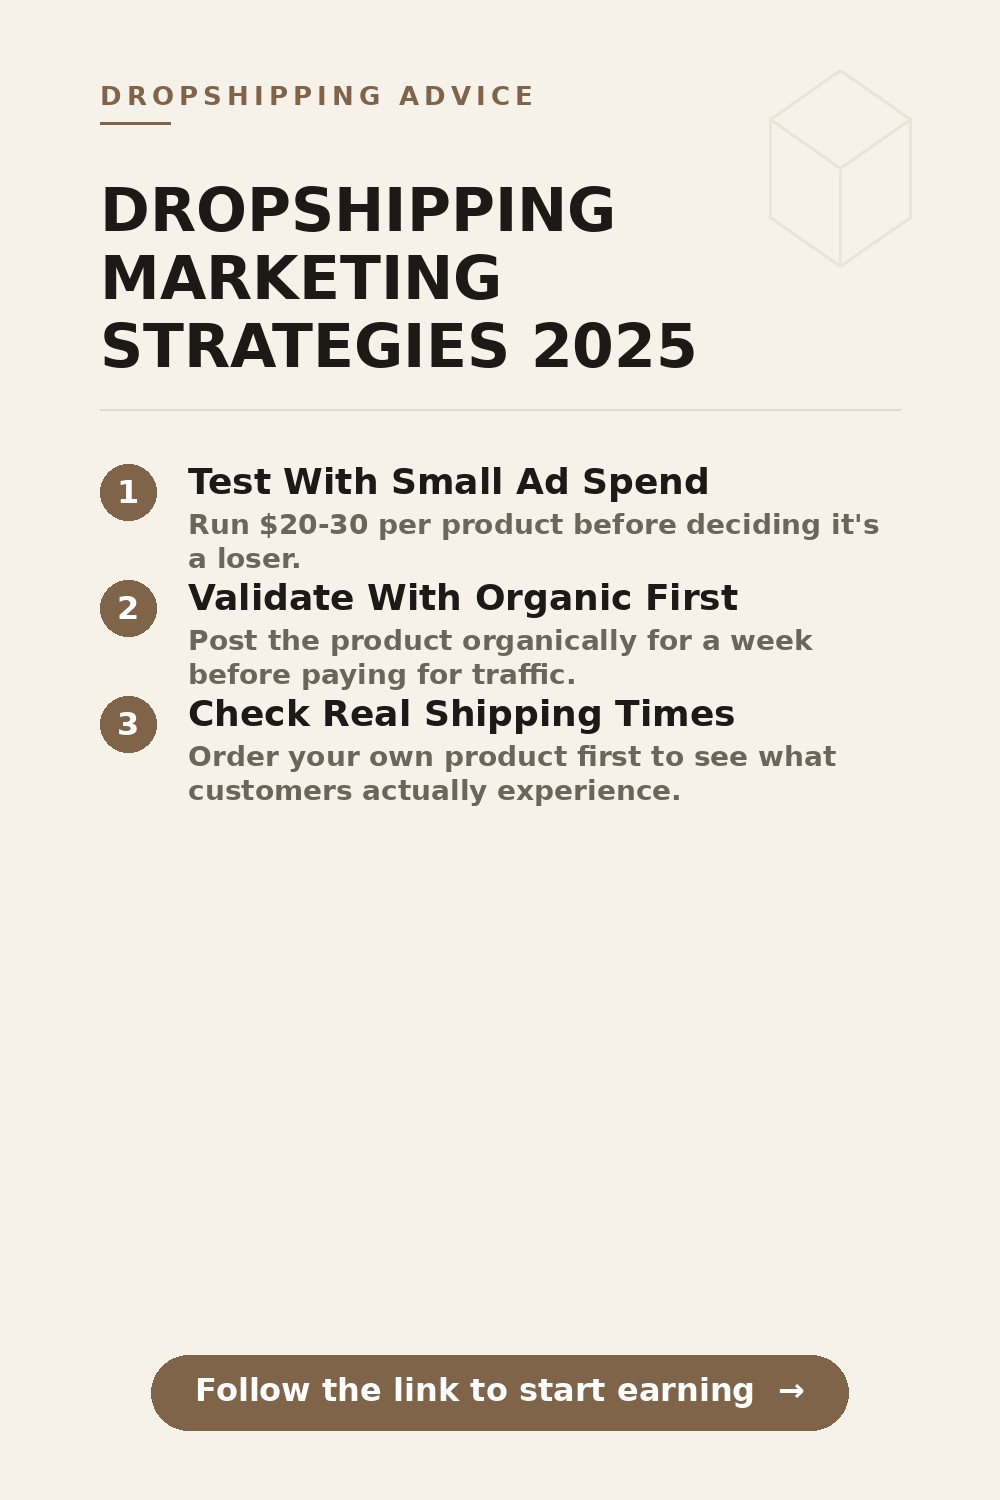 DROPSHIPPING ADVICE
DROPSHIPPING
MARKETING
STRATEGIES 2025
1 Test With Small Ad Spend
Run $20-30 per product before deciding it's
a loser.
2 Validate With Organic First
Post the product organically for a week
before paying for traffic.
3 Check Real Shipping Times
Order your own product first to see what
customers actually experience.
Follow the link to start earning →